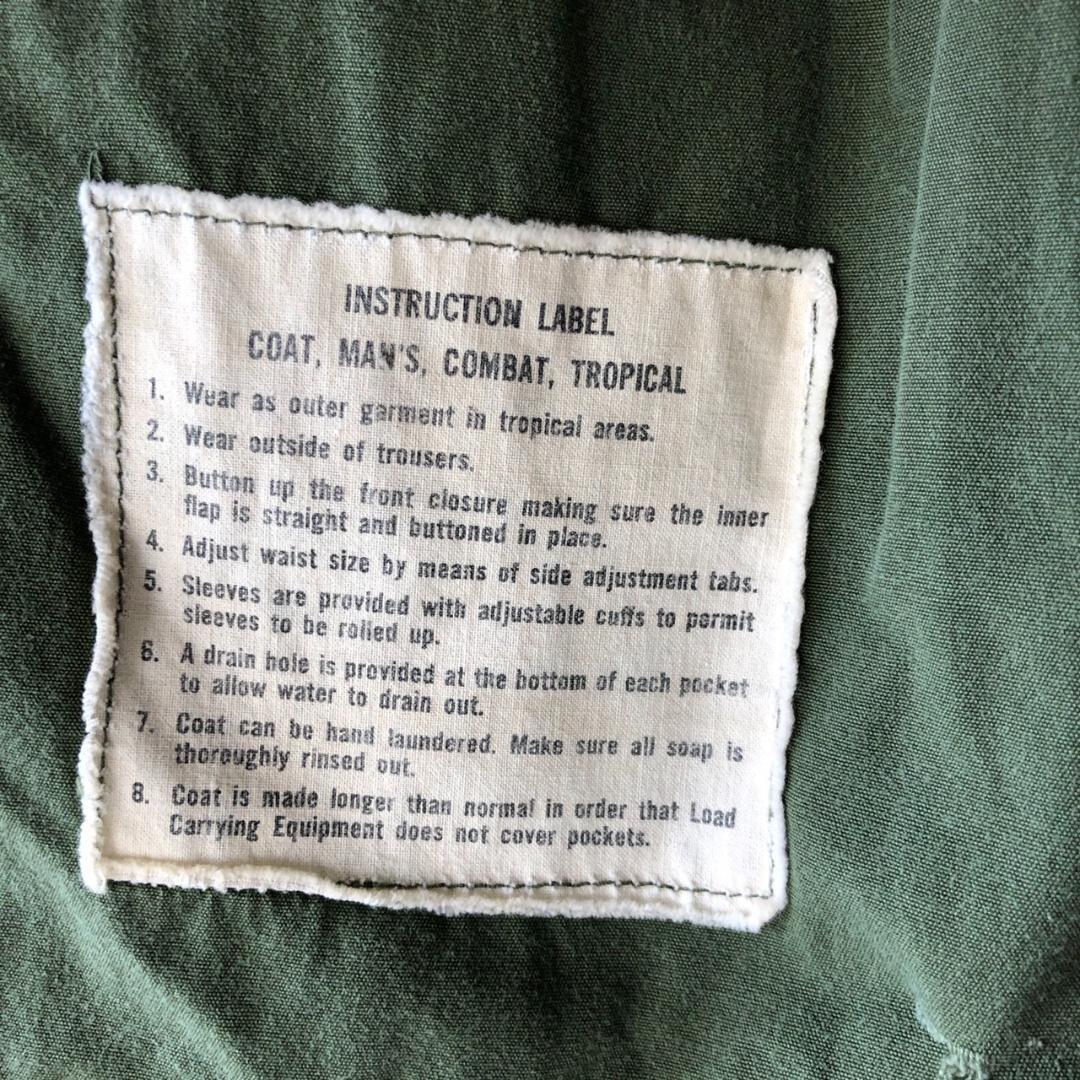 INSTRUCTION LABEL
COAT, MAN'S, COMBAT, TROPICAL
1. Wear as outer garment in tropical areas.
2. Wear outside of trousers.
3. Button up the front closure making sure the inner
flap is straight and buttoned in place.
4. Adjust waist size by means of side adjustment tabs.
5. Sleeves are provided with adjustable cuffs to permit
sleeves to be rolled up.
6. A drain hole is provided at the bottom of each pocket
to allow water to drain out.
7. Coat can be hand laundered. Make sure all soap is
thoroughly rinsed out.
8. Coat is made longer than normal in order that Load
Carrying Equipment does not cover pockets.